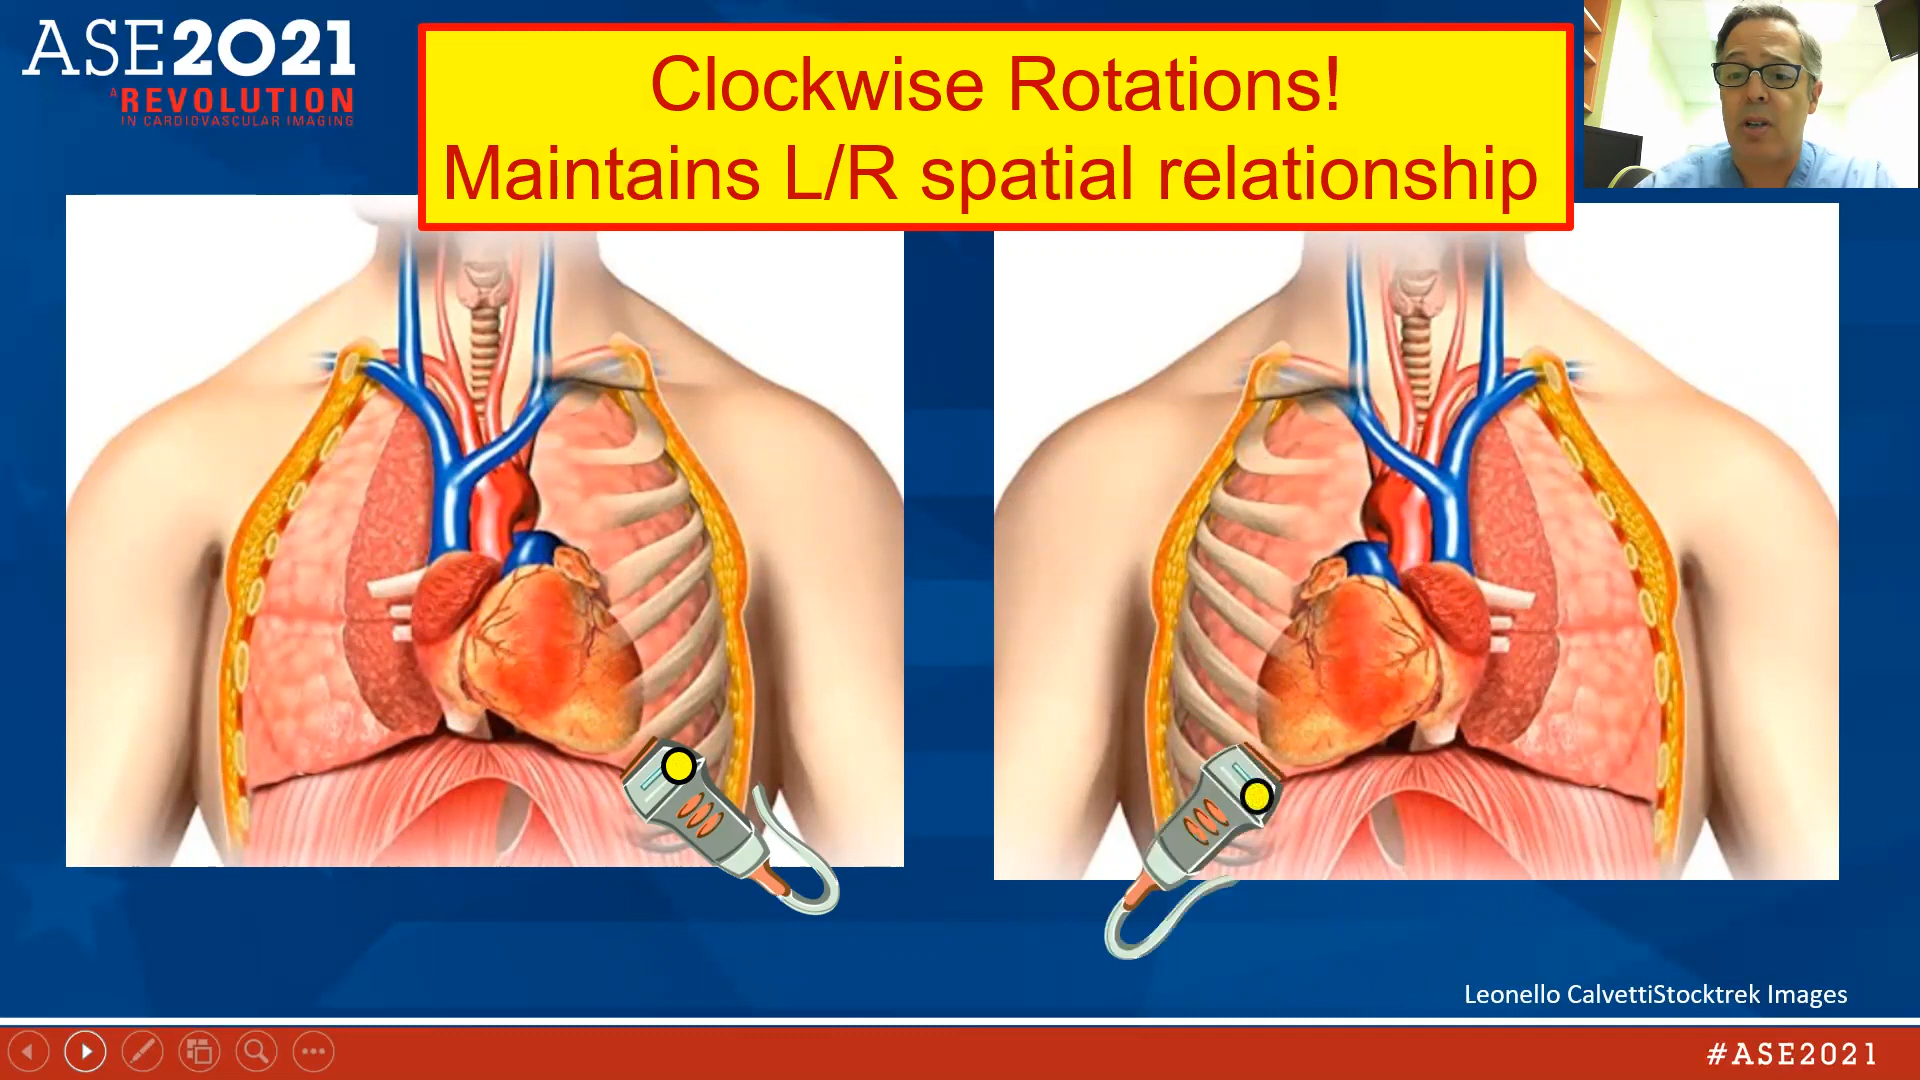 ASE2021
A REVOLUTION
IN CARDIOVASCULAR IMAGING
Clockwise Rotations!
Maintains L/R spatial relationship
Leonello CalvettiStocktrek Images
#ASE2021